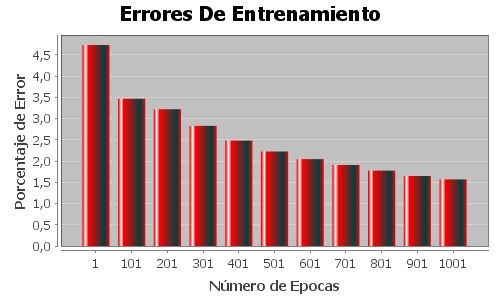 Errores De Entrenamiento
Porcentaje de Error
4,5
4,0
3,5
3,0
2,5
2,0
1,5
1,0
0,5
0,0
1 101 201 301 401 501 601 701 801 901 1001
Número de Epocas